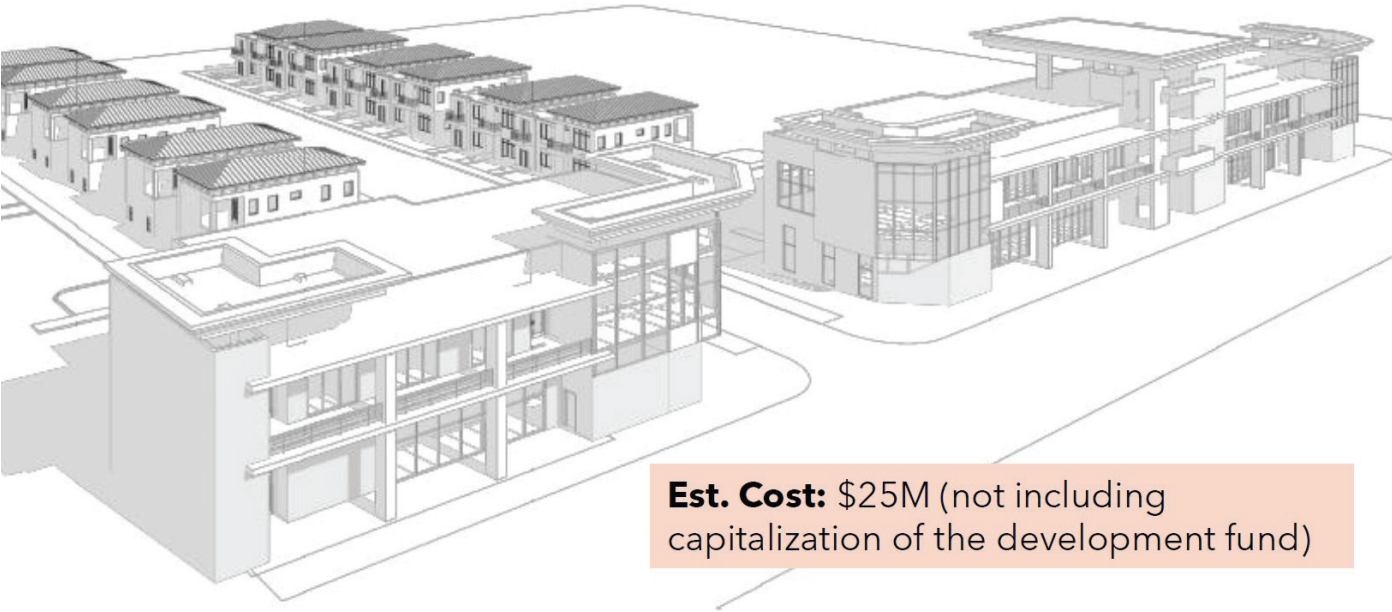 Est. Cost: $25M (not including
capitalization of the development fund)